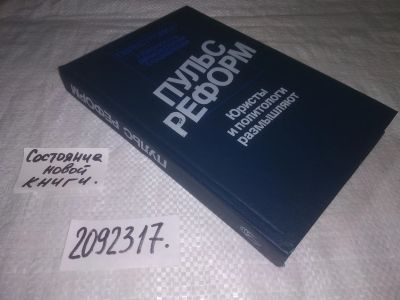 ПУЛЬС
РЕФОРМ
Юристы
и политологи
размышляют
ПУЛЬС РЕФОРМ
Состояние
новой
книги.
2092317.